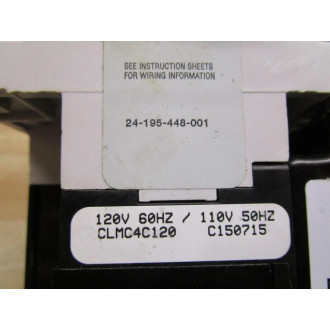 SEE INSTRUCTION SHEETS
FOR WIRING INFORMATION
24-195-448-001
120V 60HZ / 110V 50HZ
CLMC4C120 C150715